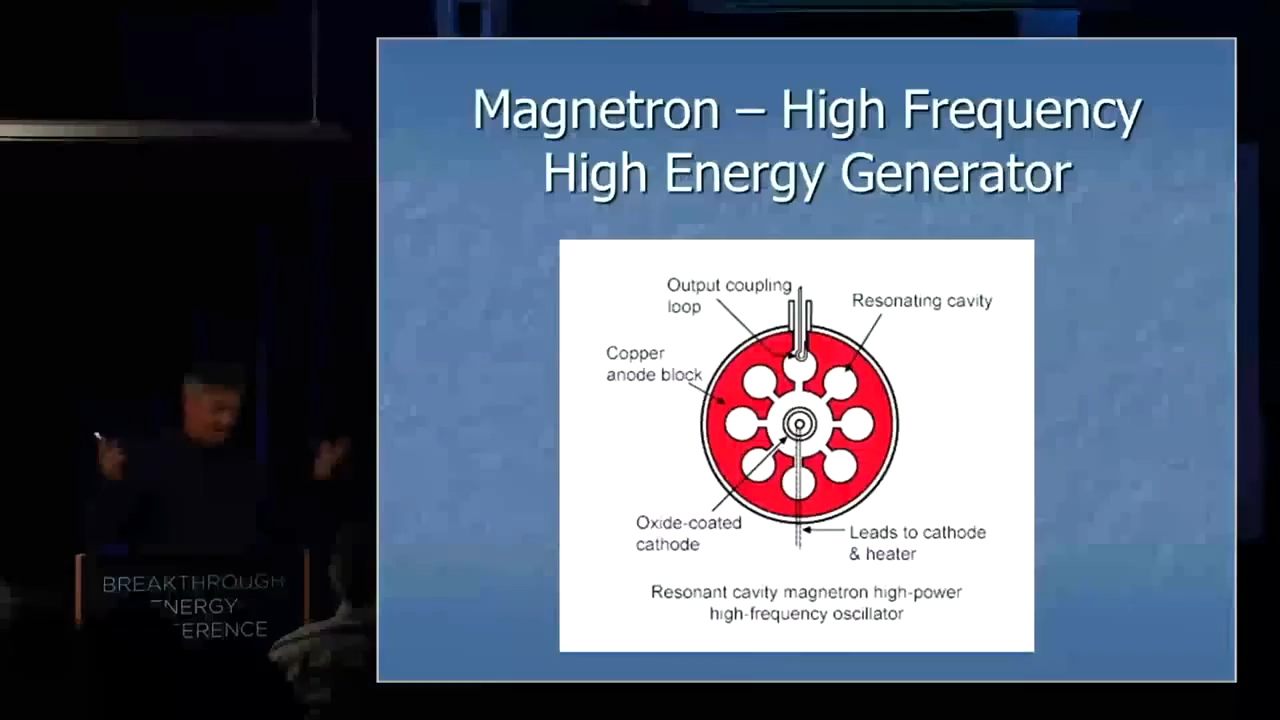 Magnetron – High Frequency
High Energy Generator
Output coupling
loop
Resonating cavity
Copper
anode block
Oxide-coated
cathode
Leads to cathode
& heater
Resonant cavity magnetron high-power
high-frequency oscillator
BREAKTHROUGH
ENERGY
ERENCE